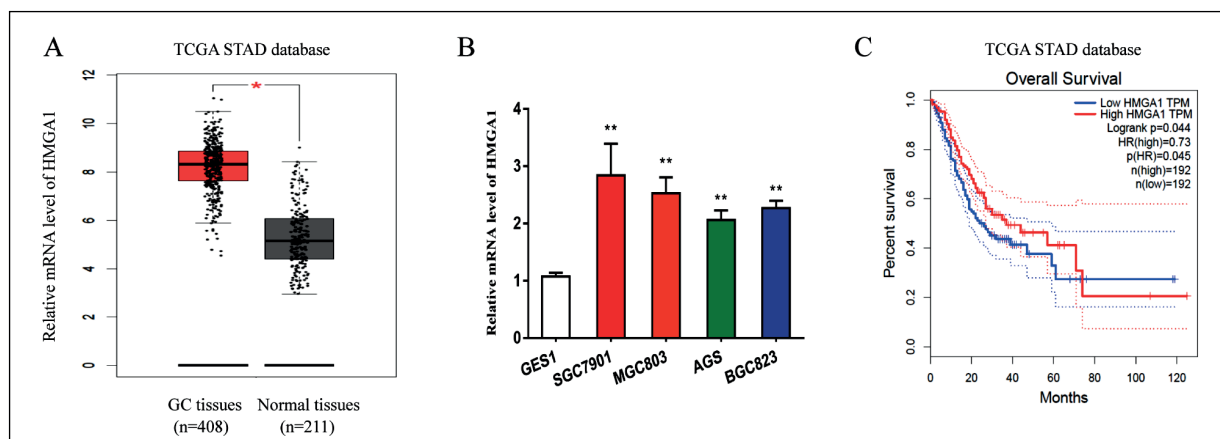 A
TCGA STAD database
Relative mRNA level of HMGA1
12
10
8
6
4
2
0
*
GC tissues
(n=408)
Normal tissues
(n=211)
B
Relative mRNA level of HMGA1
4
3
2
1
0
**
**
**
**
GES1
SGC7901
MGC803
AGS
BGC823
C
TCGA STAD database
Overall Survival
Low HMGA1 TPM
High HMGA1 TPM
Logrank p=0.044
HR(high)=0.73
p(HR)=0.045
n(high)=192
n(low)=192
Percent survival
1.0
0.8
0.6
0.4
0.2
0.0
0
20
40
60
80
100
120
Months